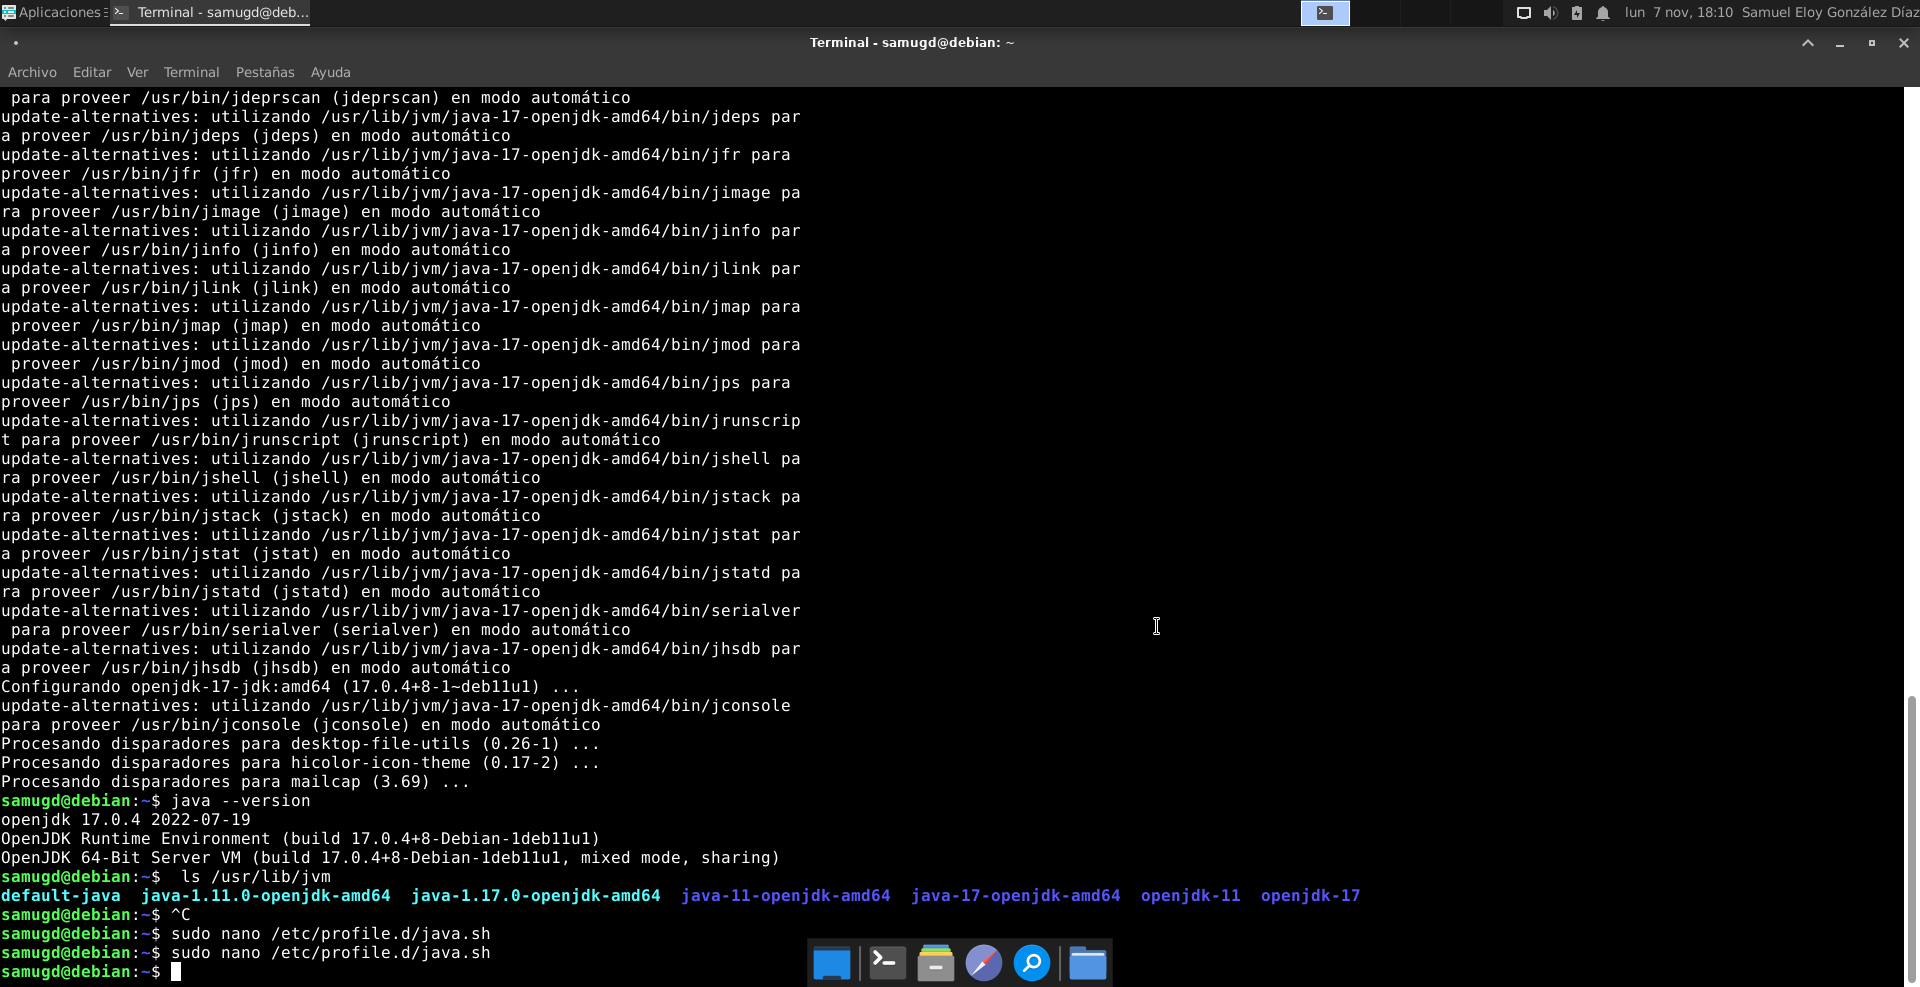 Aplicaciones
Terminal - samugd@deb...
lun 7 nov, 18:10 Samuel Eloy González Díaz
Terminal - samugd@debian: ~
Archivo Editar Ver Terminal Pestañas Ayuda
para proveer /usr/bin/jdeprscan (jdeprscan) en modo automático
update-alternatives: utilizando /usr/lib/jvm/java-17-openjdk-amd64/bin/jdeps par
a proveer /usr/bin/jdeps (jdeps) en modo automático
update-alternatives: utilizando /usr/lib/jvm/java-17-openjdk-amd64/bin/jfr para
proveer /usr/bin/jfr (jfr) en modo automático
update-alternatives: utilizando /usr/lib/jvm/java-17-openjdk-amd64/bin/jimage pa
ra proveer /usr/bin/jimage (jimage) en modo automático
update-alternatives: utilizando /usr/lib/jvm/java-17-openjdk-amd64/bin/jinfo par
a proveer /usr/bin/jinfo (jinfo) en modo automático
update-alternatives: utilizando /usr/lib/jvm/java-17-openjdk-amd64/bin/jlink par
a proveer /usr/bin/jlink (jlink) en modo automático
update-alternatives: utilizando /usr/lib/jvm/java-17-openjdk-amd64/bin/jmap para
proveer /usr/bin/jmap (jmap) en modo automático
update-alternatives: utilizando /usr/lib/jvm/java-17-openjdk-amd64/bin/jmod para
proveer /usr/bin/jmod (jmod) en modo automático
update-alternatives: utilizando /usr/lib/jvm/java-17-openjdk-amd64/bin/jps para
proveer /usr/bin/jps (jps) en modo automático
update-alternatives: utilizando /usr/lib/jvm/java-17-openjdk-amd64/bin/jrunscrip
t para proveer /usr/bin/jrunscript (jrunscript) en modo automático
update-alternatives: utilizando /usr/lib/jvm/java-17-openjdk-amd64/bin/jshell pa
ra proveer /usr/bin/jshell (jshell) en modo automático
update-alternatives: utilizando /usr/lib/jvm/java-17-openjdk-amd64/bin/jstack pa
ra proveer /usr/bin/jstack (jstack) en modo automático
update-alternatives: utilizando /usr/lib/jvm/java-17-openjdk-amd64/bin/jstat par
a proveer /usr/bin/jstat (jstat) en modo automático
update-alternatives: utilizando /usr/lib/jvm/java-17-openjdk-amd64/bin/jstatd pa
ra proveer /usr/bin/jstatd (jstatd) en modo automático
update-alternatives: utilizando /usr/lib/jvm/java-17-openjdk-amd64/bin/serialver
para proveer /usr/bin/serialver (serialver) en modo automático
update-alternatives: utilizando /usr/lib/jvm/java-17-openjdk-amd64/bin/jhsdb par
a proveer /usr/bin/jhsdb (jhsdb) en modo automático
Configurando openjdk-17-jdk:amd64 (17.0.4+8-1~deb11u1) ...
update-alternatives: utilizando /usr/lib/jvm/java-17-openjdk-amd64/bin/jconsole
para proveer /usr/bin/jconsole (jconsole) en modo automático
Procesando disparadores para desktop-file-utils (0.26-1) ...
Procesando disparadores para hicolor-icon-theme (0.17-2) ...
Procesando disparadores para mailcap (3.69) ...
samugd@debian:~$ java --version
openjdk 17.0.4 2022-07-19
OpenJDK Runtime Environment (build 17.0.4+8-Debian-1deb11u1)
OpenJDK 64-Bit Server VM (build 17.0.4+8-Debian-1deb11u1, mixed mode, sharing)
samugd@debian:~$  ls /usr/lib/jvm
default-java  java-1.11.0-openjdk-amd64  java-1.17.0-openjdk-amd64  java-11-openjdk-amd64  java-17-openjdk-amd64  openjdk-11  openjdk-17
samugd@debian:~$ ^C
samugd@debian:~$ sudo nano /etc/profile.d/java.sh
samugd@debian:~$ sudo nano /etc/profile.d/java.sh
samugd@debian:~$